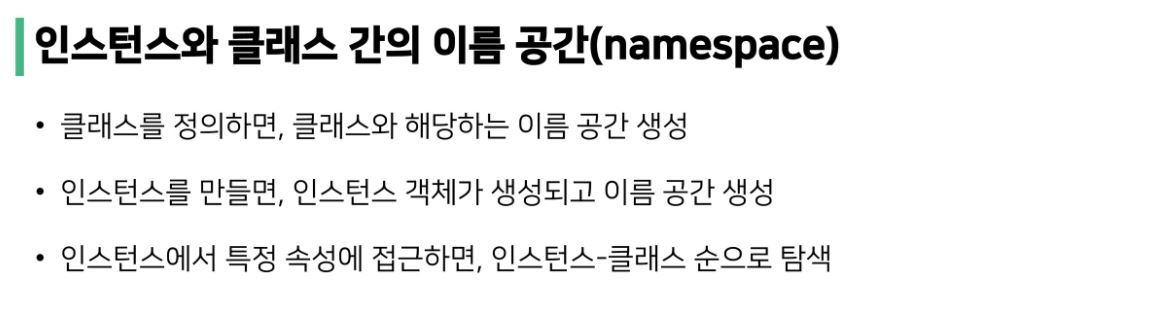 인스턴스와 클래스 간의 이름 공간(namespace)
• 클래스를 정의하면, 클래스와 해당하는 이름 공간 생성
• 인스턴스를 만들면, 인스턴스 객체가 생성되고 이름 공간 생성
• 인스턴스에서 특정 속성에 접근하면, 인스턴스-클래스 순으로 탐색